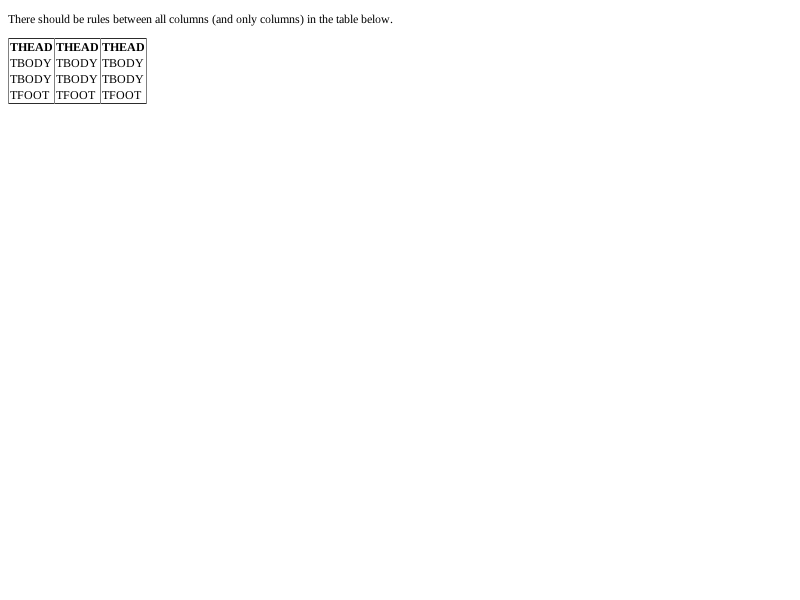 There should be rules between all columns (and only columns) in the table below.
THEAD THEAD THEAD
TBODY TBODY TBODY
TBODY TBODY TBODY
TFOOT TFOOT TFOOT